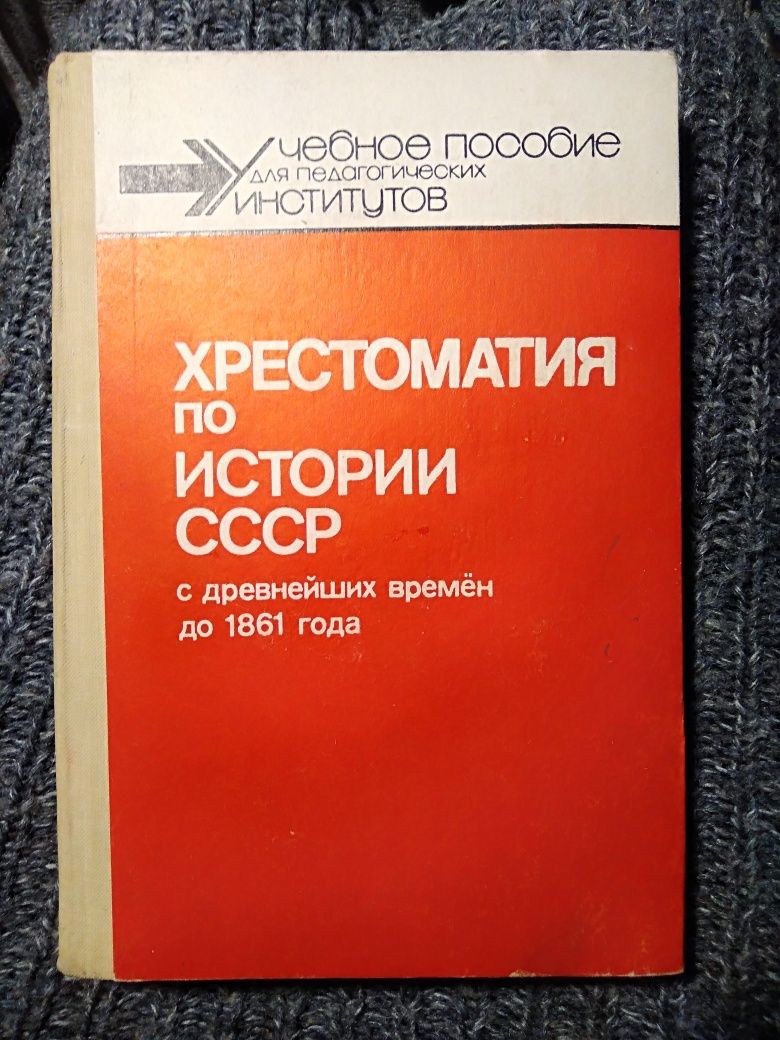 Учебное пособие
для педагогических
институтов
ХРЕСТОМАТИЯ
ПО
ИСТОРИИ
СССР
с древнейших времён
до 1861 года